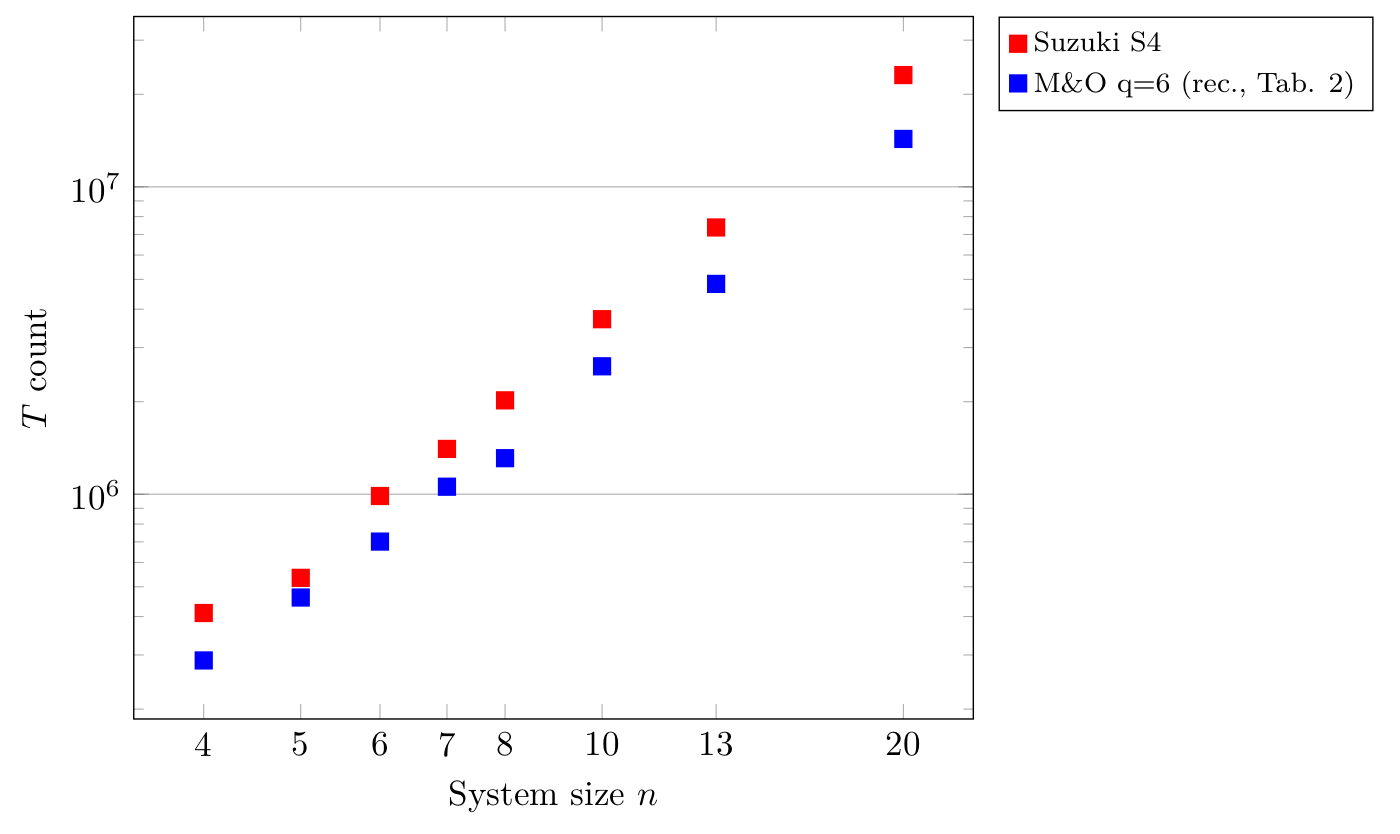 Suzuki S4
M&O q=6 (rec., Tab. 2)
10^7
10^6
T count
4 5 6 7 8 10 13 20
System size n